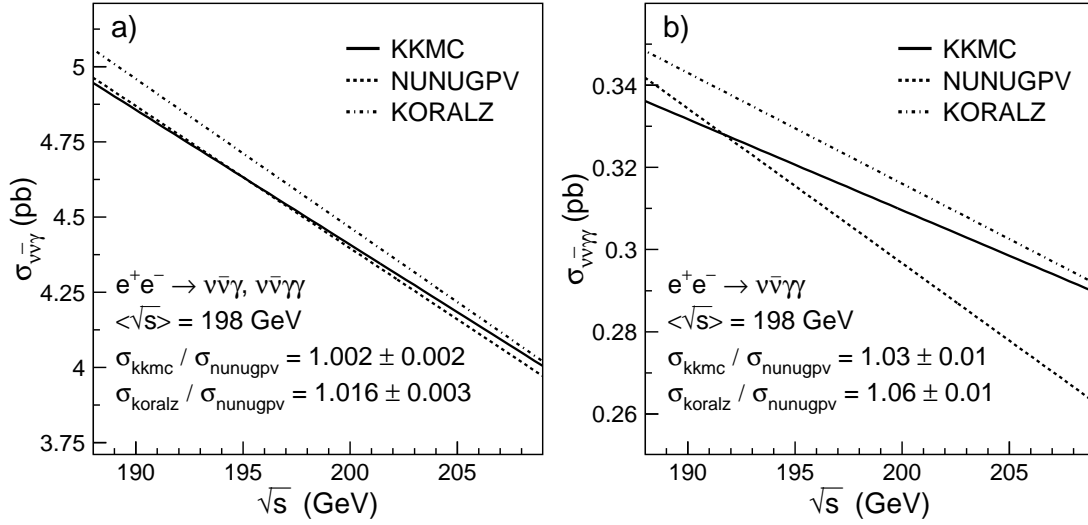 a)
KKMC
NUNUGPV
KORALZ
5
4.75
4.5
4.25
4
3.75
σνν̄γ (pb)
e⁺e⁻ → νν̄γ, νν̄γγ
<√s> = 198 GeV
σkkmc / σnunugpv = 1.002 ± 0.002
σkoralz / σnunugpv = 1.016 ± 0.003
190 195 200 205
√s (GeV)
b)
KKMC
NUNUGPV
KORALZ
0.34
0.32
0.3
0.28
0.26
σνν̄γγ (pb)
e⁺e⁻ → νν̄γγ
<√s> = 198 GeV
σkkmc / σnunugpv = 1.03 ± 0.01
σkoralz / σnunugpv = 1.06 ± 0.01
190 195 200 205
√s (GeV)